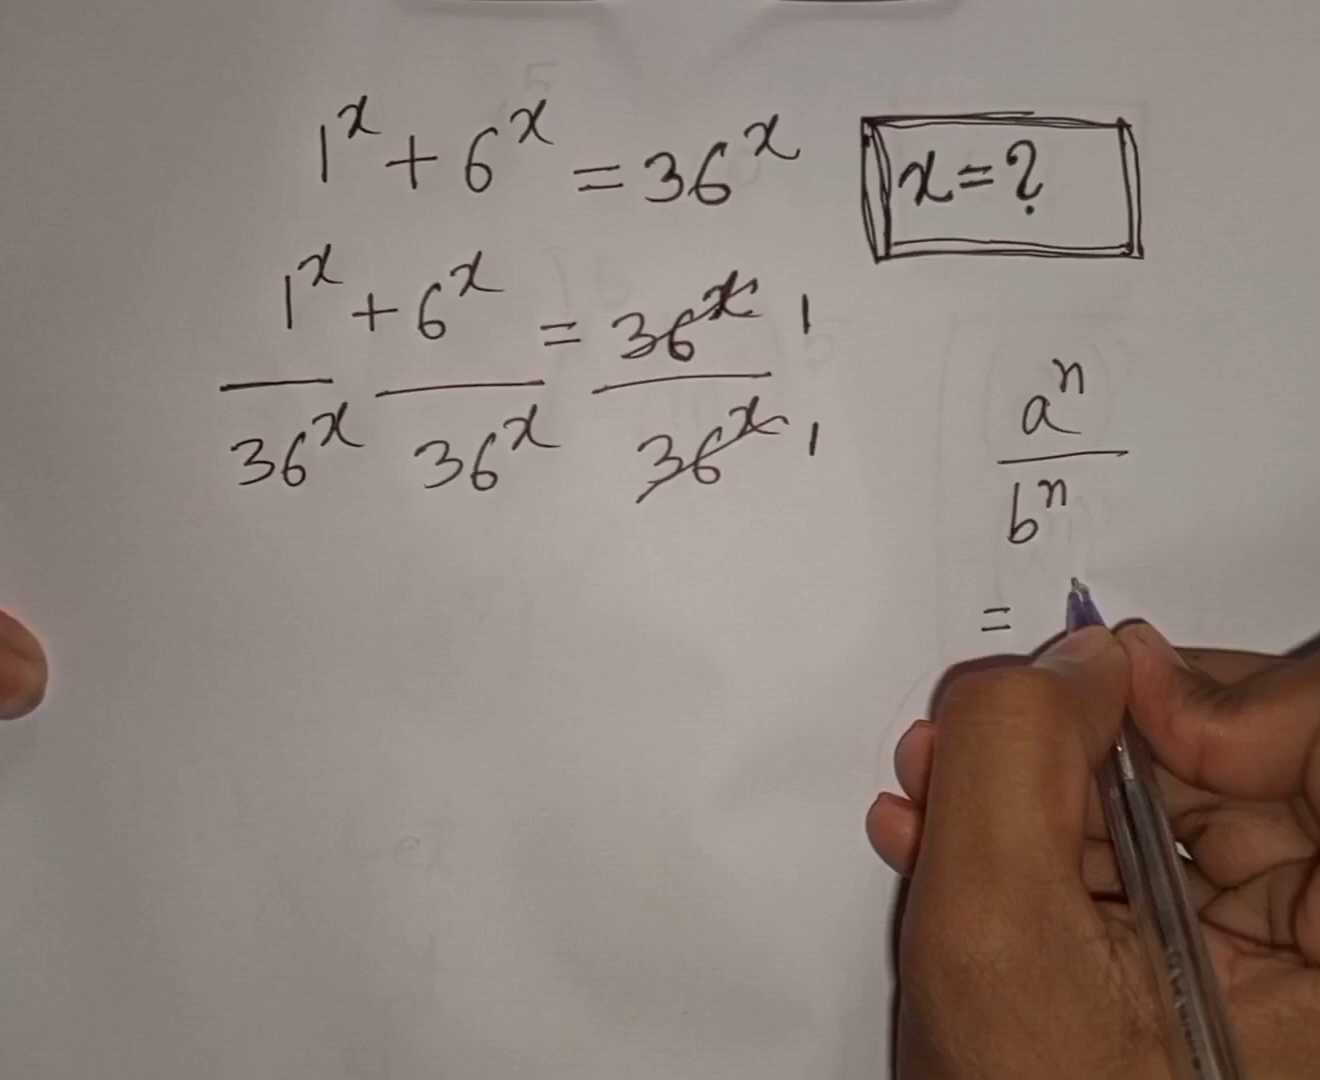 1^x + 6^x = 36^x
x = ?
1^x/36^x + 6^x/36^x = 36^x/36^x 1 1
a^n/b^n
=